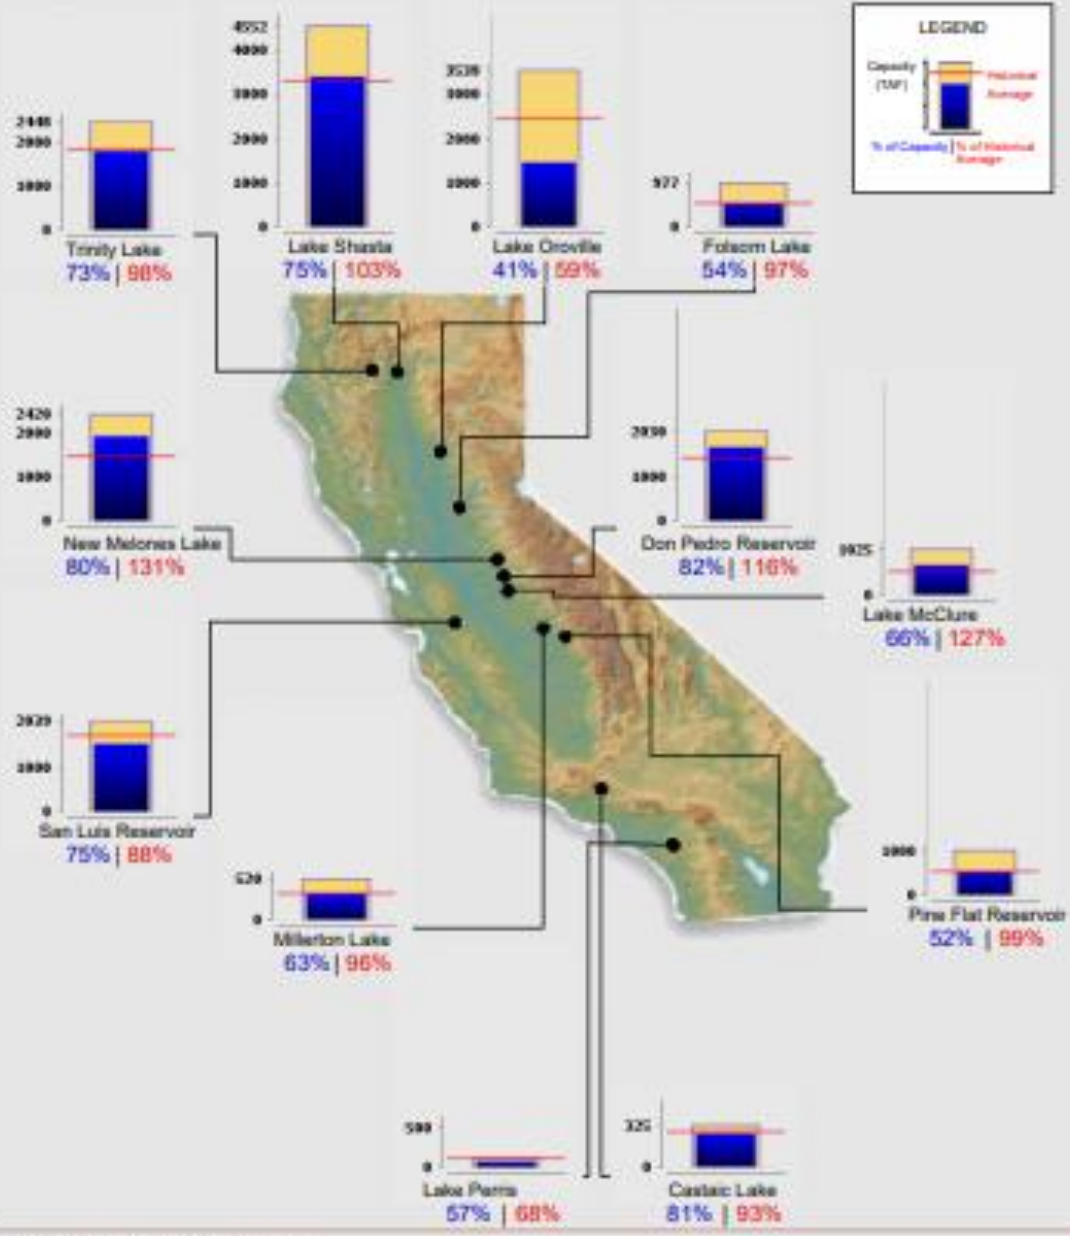 LEGEND
Capacity
(TAF)
Historical
Average
% of Capacity | % of Historical
Average
4552
4000
3000
2000
1000
0
Lake Shasta
75% | 103%
3538
3000
2000
1000
0
Lake Oroville
41% | 59%
2448
2000
1000
0
Trinity Lake
73% | 98%
977
0
Folsom Lake
54% | 97%
2420
2000
1000
0
New Melones Lake
80% | 131%
2030
1000
0
Don Pedro Reservoir
82% | 116%
1025
0
Lake McClure
66% | 127%
2039
1000
0
San Luis Reservoir
75% | 88%
520
0
Millerton Lake
63% | 96%
1000
0
Pine Flat Reservoir
52% | 99%
500
0
Lake Perris
57% | 68%
325
0
Castaic Lake
81% | 93%